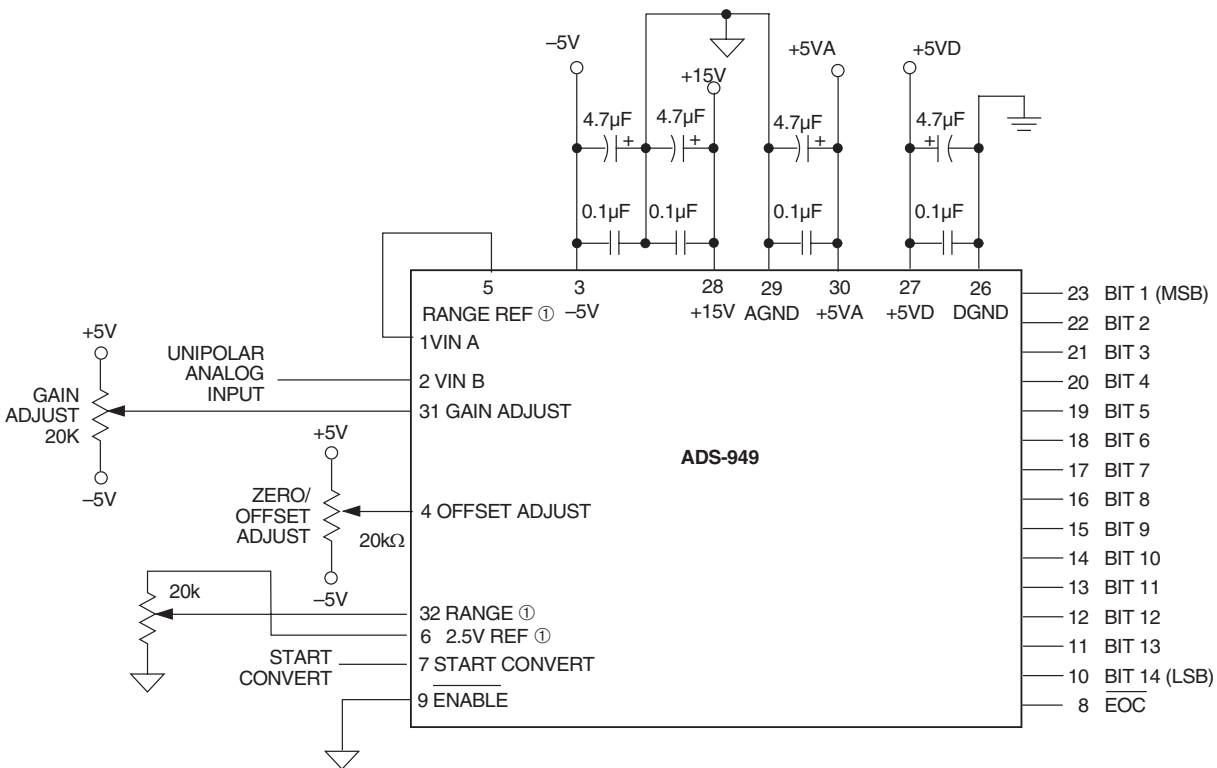 –5V
+15V
+5VA
+5VD
4.7µF
4.7µF
4.7µF
4.7µF
+
+
+
+
0.1µF
0.1µF
0.1µF
0.1µF
5
3
28
29
30
27
26
RANGE REF ①
–5V
+15V
AGND
+5VA
+5VD
DGND
1VIN A
UNIPOLAR
ANALOG
INPUT
2 VIN B
+5V
GAIN
ADJUST
20K
–5V
31 GAIN ADJUST
ADS-949
+5V
ZERO/
OFFSET
ADJUST
20kΩ
–5V
4 OFFSET ADJUST
20k
32 RANGE ①
6 2.5V REF ①
START
CONVERT
7 START CONVERT
9 ENABLE
23 BIT 1 (MSB)
22 BIT 2
21 BIT 3
20 BIT 4
19 BIT 5
18 BIT 6
17 BIT 7
16 BIT 8
15 BIT 9
14 BIT 10
13 BIT 11
12 BIT 12
11 BIT 13
10 BIT 14 (LSB)
8 EOC